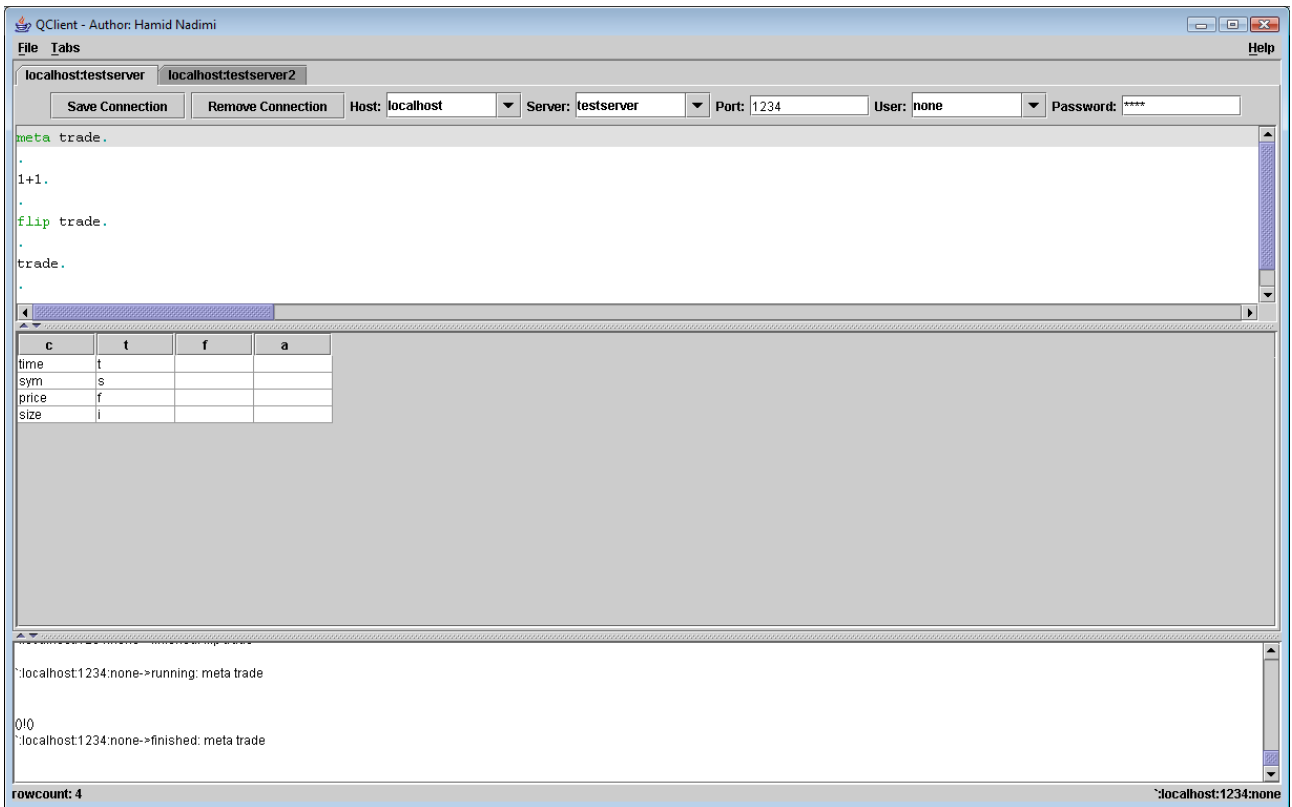 QClient - Author: Hamid Nadimi
File Tabs Help
localhost:testserver localhost:testserver2
Save Connection Remove Connection Host: localhost Server: testserver Port: 1234 User: none Password: ****
meta trade.
.
1+1.
.
flip trade.
.
trade.
.
c t f a
time t
sym s
price f
size i
`:localhost:1234:none->running: meta trade
()!()
`:localhost:1234:none->finished: meta trade
rowcount: 4 `:localhost:1234:none